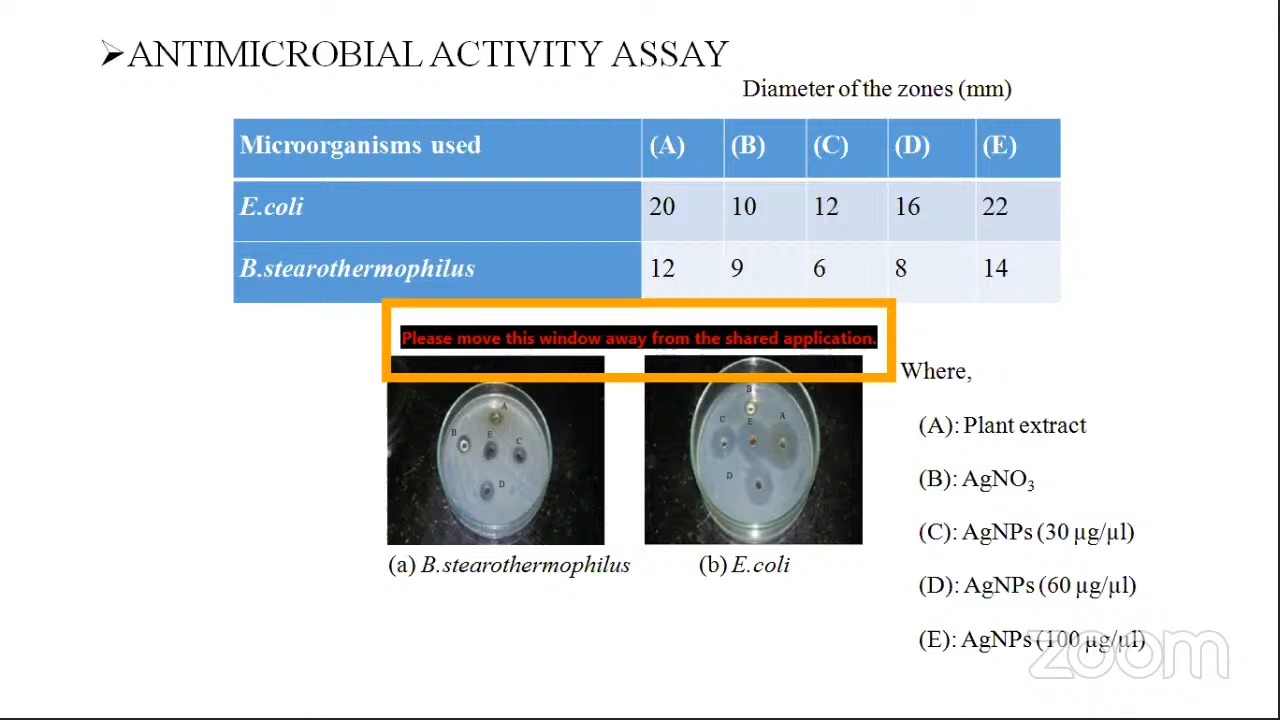 ➢ANTIMICROBIAL ACTIVITY ASSAY
Diameter of the zones (mm)
Microorganisms used (A) (B) (C) (D) (E)
E.coli 20 10 12 16 22
B.stearothermophilus 12 9 6 8 14
Please move this window away from the shared application.
A
B E C
D
B
C E A
D
(a) B.stearothermophilus
(b) E.coli
Where,
(A): Plant extract
(B): AgNO₃
(C): AgNPs (30 µg/µl)
(D): AgNPs (60 µg/µl)
(E): AgNPs (100 µg/µl)
zoom